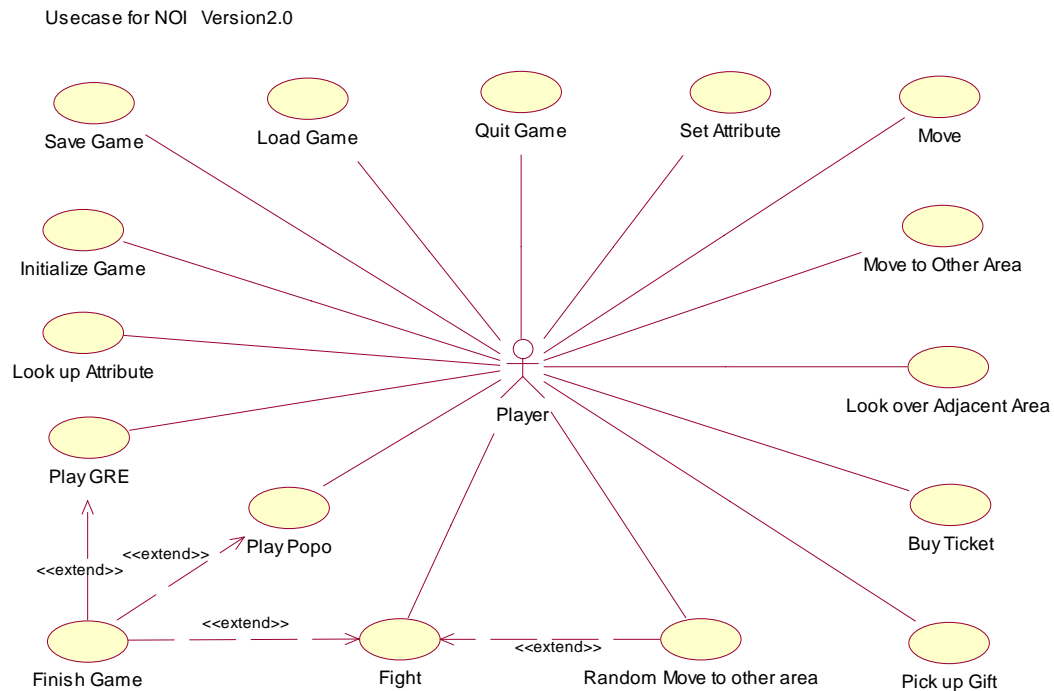 Usecase for NOI Version2.0
Save Game
Load Game
Quit Game
Set Attribute
Move
Initialize Game
Move to Other Area
Look up Attribute
Player
Look over Adjacent Area
Play GRE
Play Popo
Buy Ticket
<<extend>>
<<extend>>
<<extend>>
<<extend>>
Finish Game
Fight
Random Move to other area
Pick up Gift